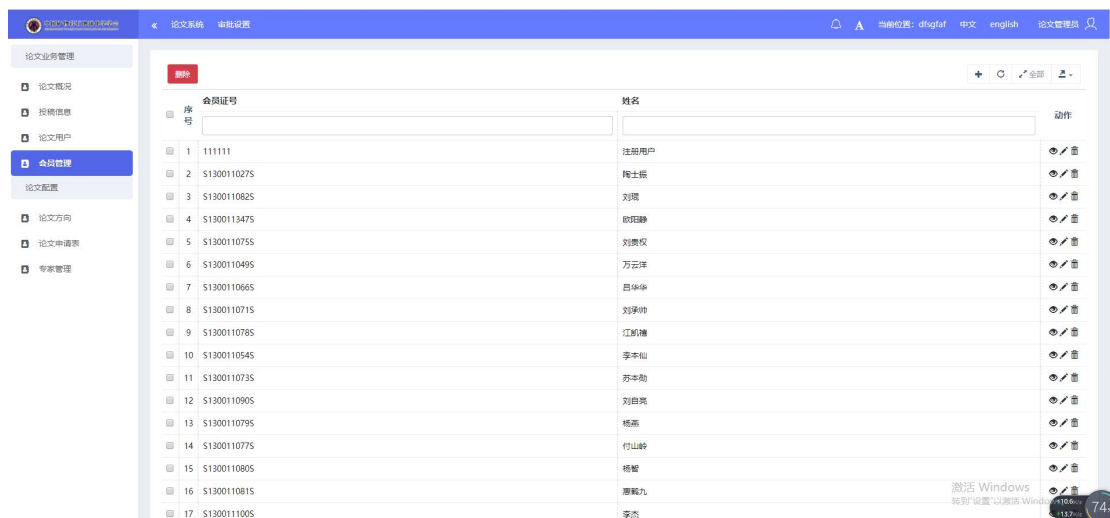 « 论文系统 审批设置 A 当前位置: dfsgfaf 中文 english 论文管理员
论文业务管理
论文概况
投稿信息
论文用户
会员管理
论文配置
论文方向
论文申请表
专家管理
删除 全部
序号 会员证号 姓名 动作
1 111111 注册用户
2 S130011027S 陶士振
3 S130011082S 刘琨
4 S130011347S 欧阳静
5 S130011075S 刘贵权
6 S130011049S 万云洋
7 S130011066S 吕华华
8 S130011071S 刘承帅
9 S130011078S 江凯禧
10 S130011054S 李本仙
11 S130011073S 苏本勋
12 S130011090S 刘自亮
13 S130011079S 杨燕
14 S130011077S 付山岭
15 S130011080S 杨智
16 S130011081S 唐毓九
17 S130011100S 李杰
激活 Windows
转到"设置"以激活 Windo
74